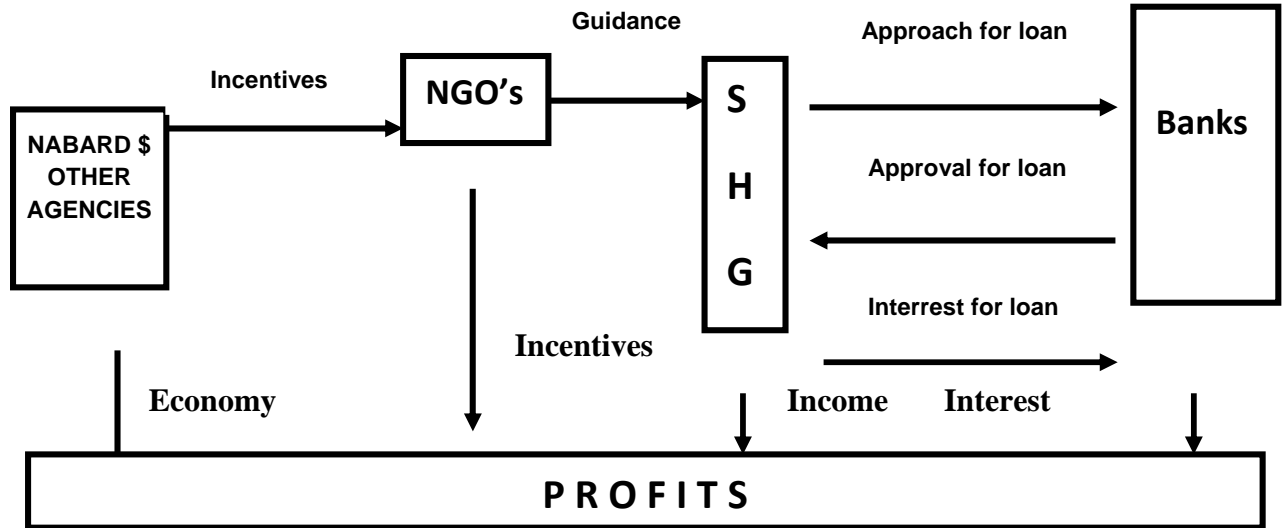 Guidance
Approach for loan
Incentives
NGO's
S
H
G
Banks
NABARD $
OTHER
AGENCIES
Approval for loan
Interrest for loan
Incentives
Economy
Income
Interest
P R O F I T S